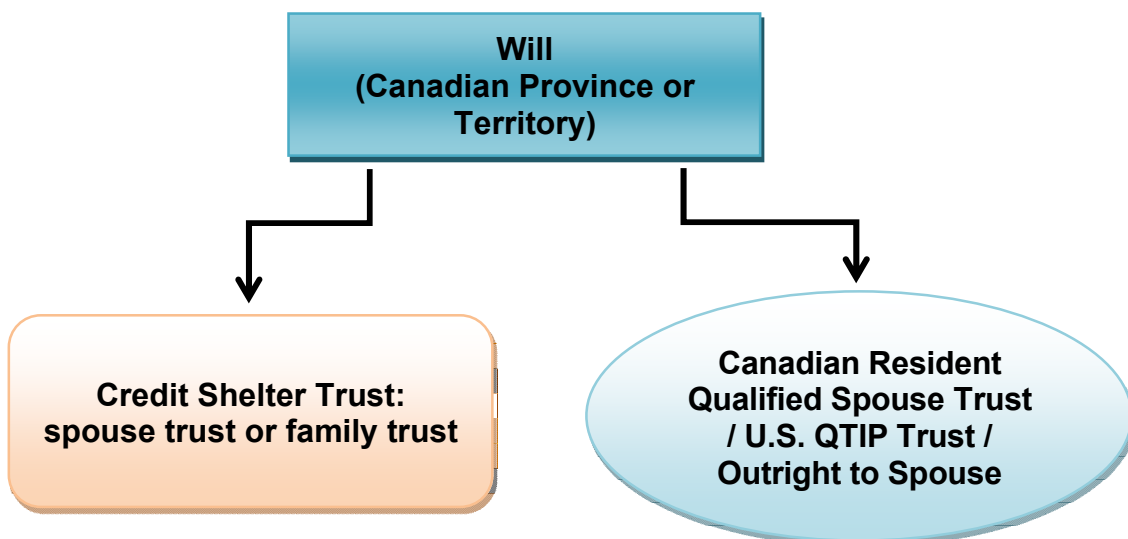 Will
(Canadian Province or
Territory)
Credit Shelter Trust:
spouse trust or family trust
Canadian Resident
Qualified Spouse Trust
/ U.S. QTIP Trust /
Outright to Spouse